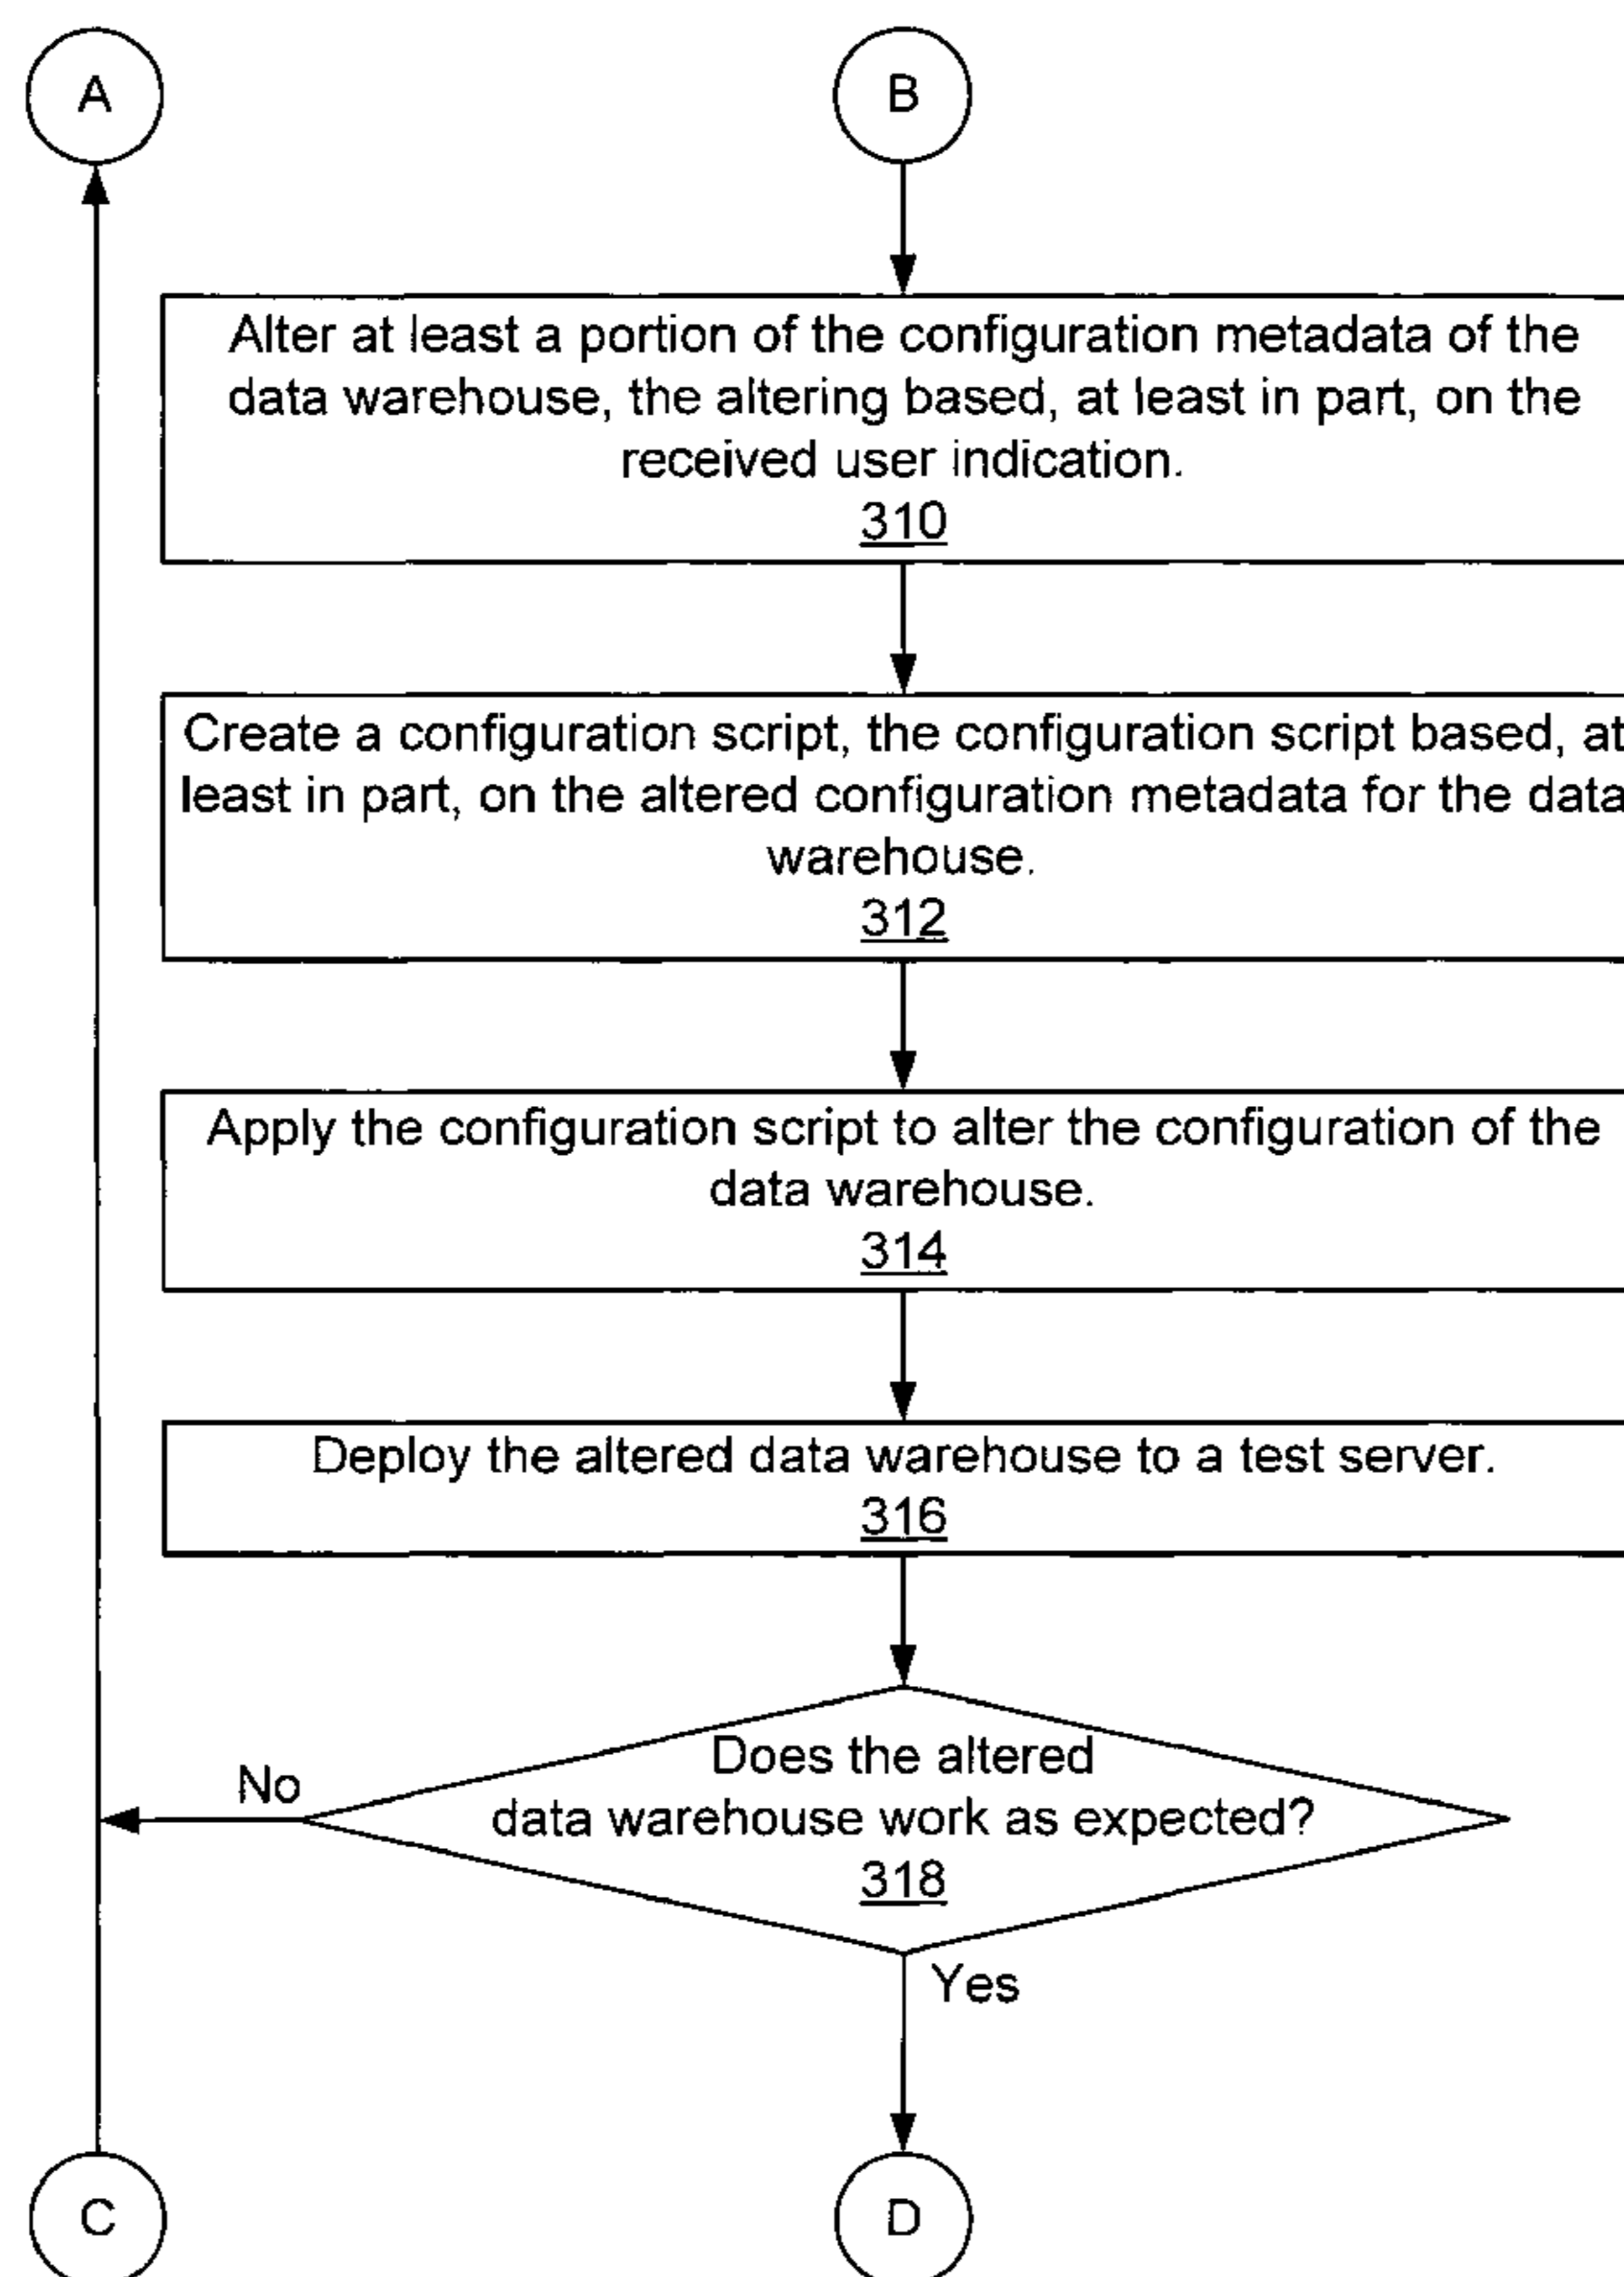 A
B
Alter at least a portion of the configuration metadata of the
data warehouse, the altering based, at least in part, on the
received user indication.
310
Create a configuration script, the configuration script based, at
least in part, on the altered configuration metadata for the data
warehouse.
312
Apply the configuration script to alter the configuration of the
data warehouse.
314
Deploy the altered data warehouse to a test server.
316
Does the altered
data warehouse work as expected?
318
No
Yes
C
D